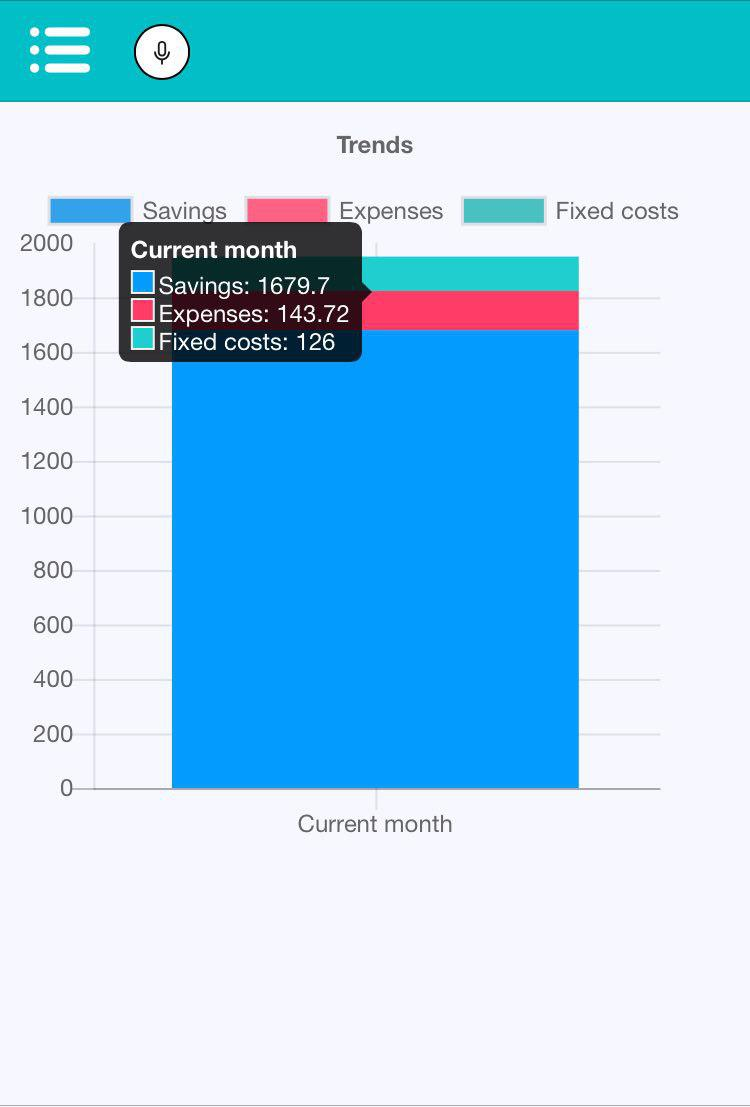 Trends
Savings Expenses Fixed costs
2000
Current month
Savings: 1679.7
1800
Expenses: 143.72
Fixed costs: 126
1600
1400
1200
1000
800
600
400
200
0
Current month